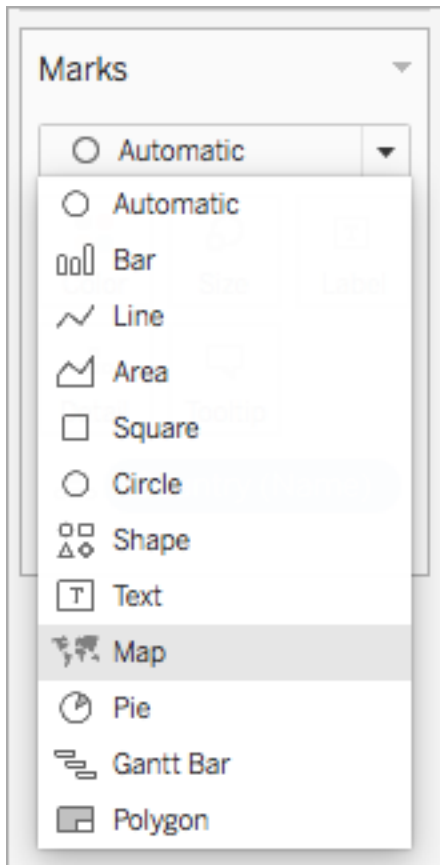 Marks
Automatic
Automatic
Bar
Line
Area
Square
Circle
Shape
Text
Map
Pie
Gantt Bar
Polygon